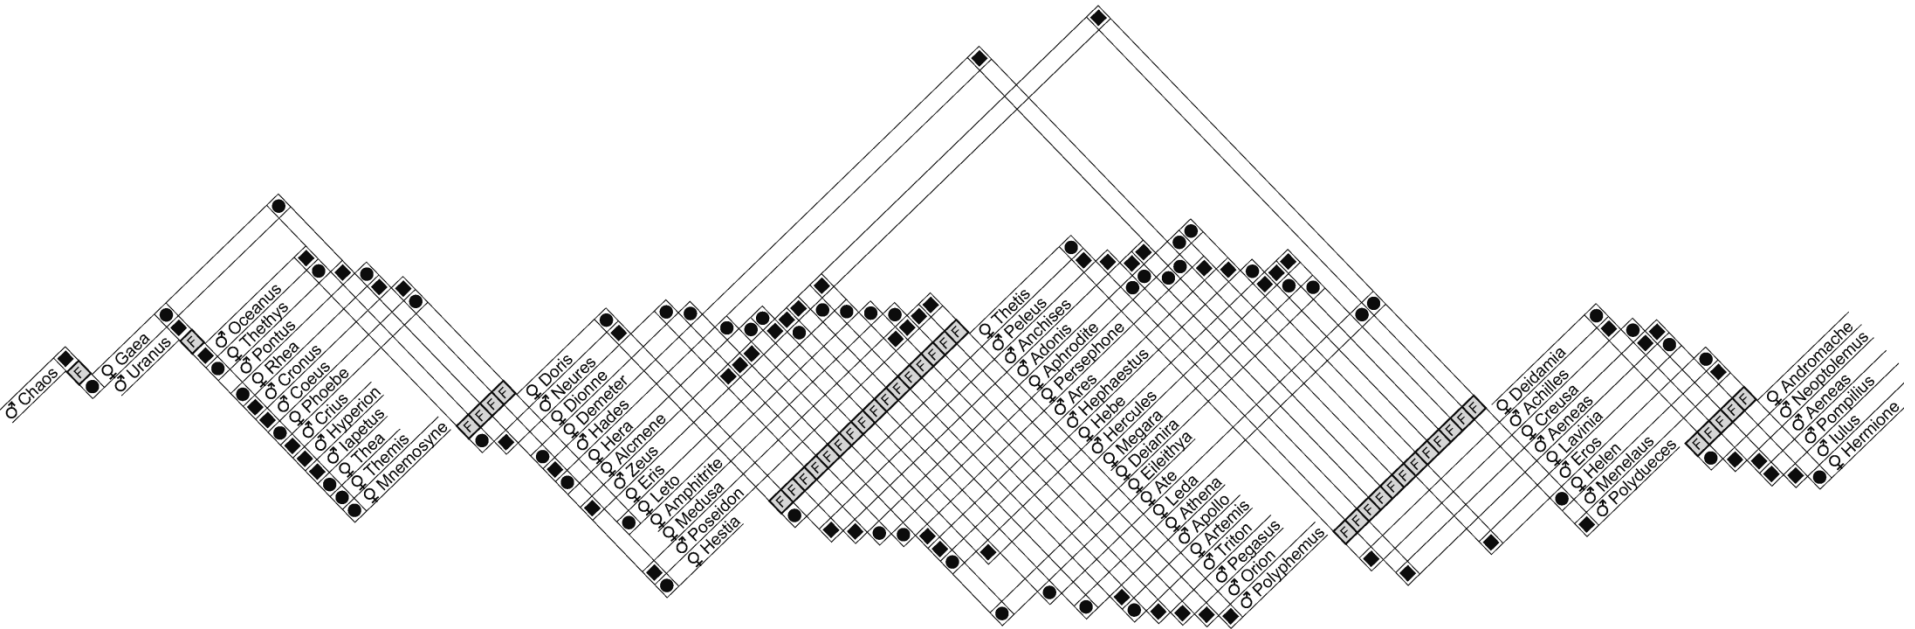 ♂ Chaos
F
♀ Gaea
♂ Uranus
F
♂ Oceanus
♀ Thethys
♂ Pontus
♀ Rhea
♂ Cronus
♂ Coeus
♀ Phoebe
♂ Crius
♂ Hyperion
♂ Iapetus
♀ Thea
♀ Themis
♀ Mnemosyne
F F F F
♀ Doris
♂ Neures
♀ Dionne
♀ Demeter
♂ Hades
♀ Hera
♀ Alcmene
♂ Zeus
♀ Eris
♀ Leto
♀ Amphitrite
♀ Medusa
♂ Poseidon
♀ Hestia
F F F F F F F F F F F F F F F
♀ Thetis
♂ Peleus
♂ Anchises
♂ Adonis
♀ Aphrodite
♀ Persephone
♂ Ares
♂ Hephaestus
♀ Hebe
♂ Hercules
♀ Megara
♀ Deianira
♀ Eileithya
♀ Ate
♀ Leda
♀ Athena
♂ Apollo
♀ Artemis
♂ Triton
♂ Pegasus
♂ Orion
♂ Polyphemus
F F F F F F F F F F F
♀ Deidamia
♂ Achilles
♀ Creusa
♂ Aeneas
♀ Lavinia
♂ Eros
♀ Helen
♂ Menelaus
♂ Polydueces
F F F F
♀ Andromache
♂ Neoptolemus
♂ Aeneas
♂ Pompilius
♂ Iulus
♀ Hermione